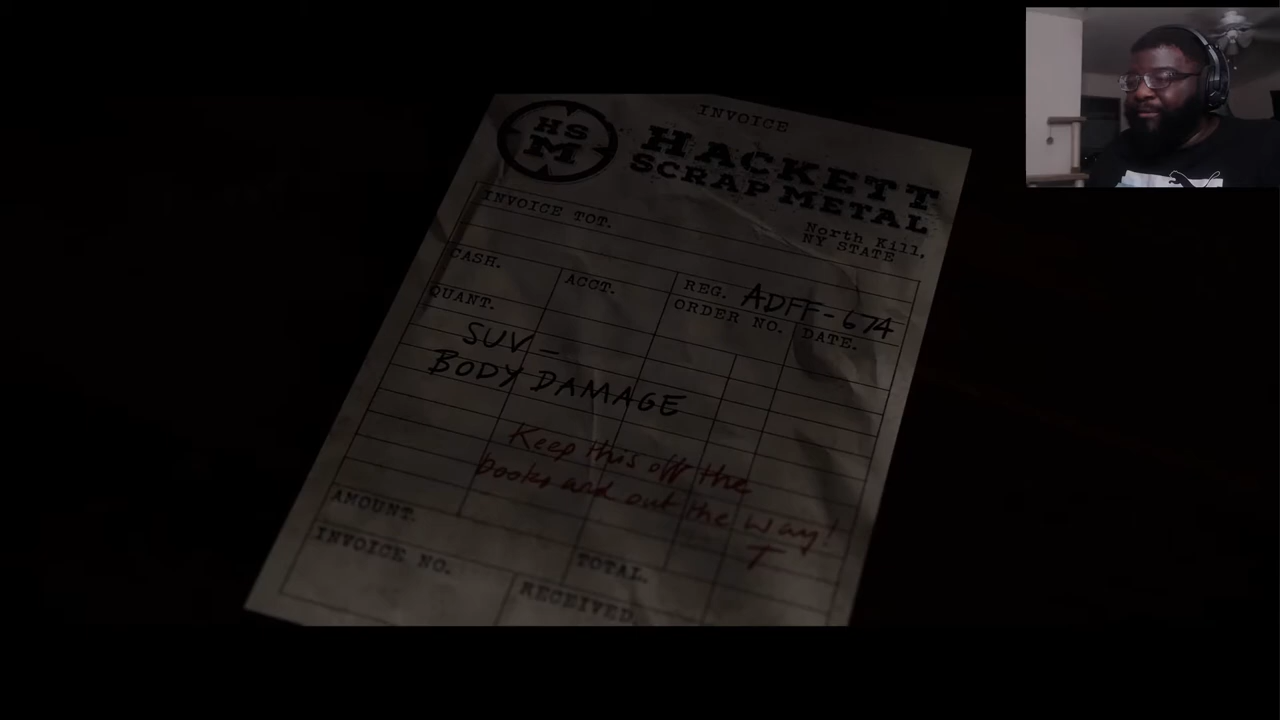 INVOICE
HS
M
HACKETT
SCRAP METAL
North Kill,
NY STATE
INVOICE TOT.
CASH.
ACCT.
REG. ADFF-674
QUANT.
ORDER NO.
DATE.
SUV-
BODY DAMAGE
Keep this off the
books and out the way!
T
AMOUNT.
INVOICE NO.
TOTAL.
RECEIVED.